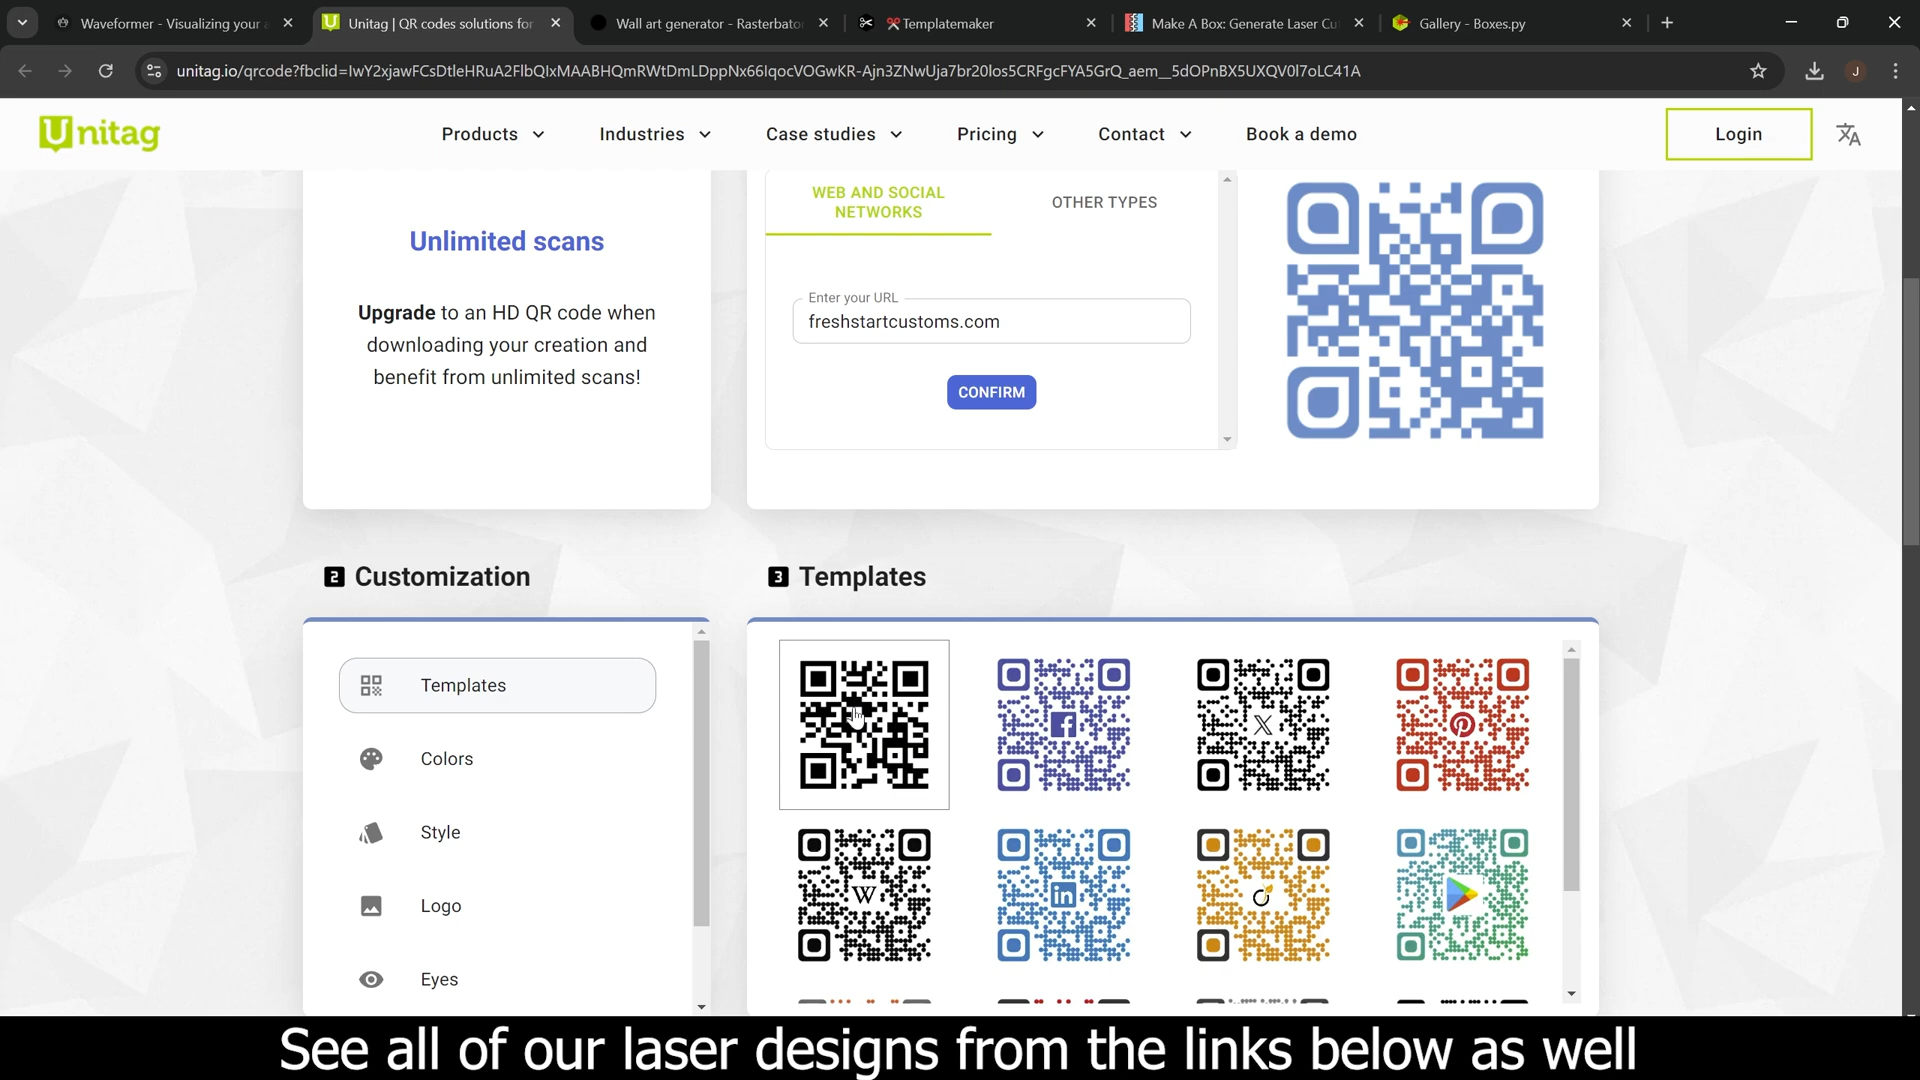 Waveformer - Visualizing your a
Unitag | QR codes solutions for
Wall art generator - Rasterbator
Templatemaker
Make A Box: Generate Laser Cu
Gallery - Boxes.py
unitag.io/qrcode?fbclid=IwY2xjawFCsDtleHRuA2FlbQIxMAABHQmRWtDmLDppNx66IqocVOGwKR-Ajn3ZNwUja7br20los5CRFgcFYA5GrQ_aem__5dOPnBX5UXQV0l7oLC41A
J
Unitag
Products
Industries
Case studies
Pricing
Contact
Book a demo
Login
Unlimited scans
Upgrade to an HD QR code when
downloading your creation and
benefit from unlimited scans!
WEB AND SOCIAL
NETWORKS
OTHER TYPES
Enter your URL
freshstartcustoms.com
CONFIRM
2 Customization
3 Templates
Templates
Colors
Style
Logo
Eyes
f
X
W
in
See all of our laser designs from the links below as well